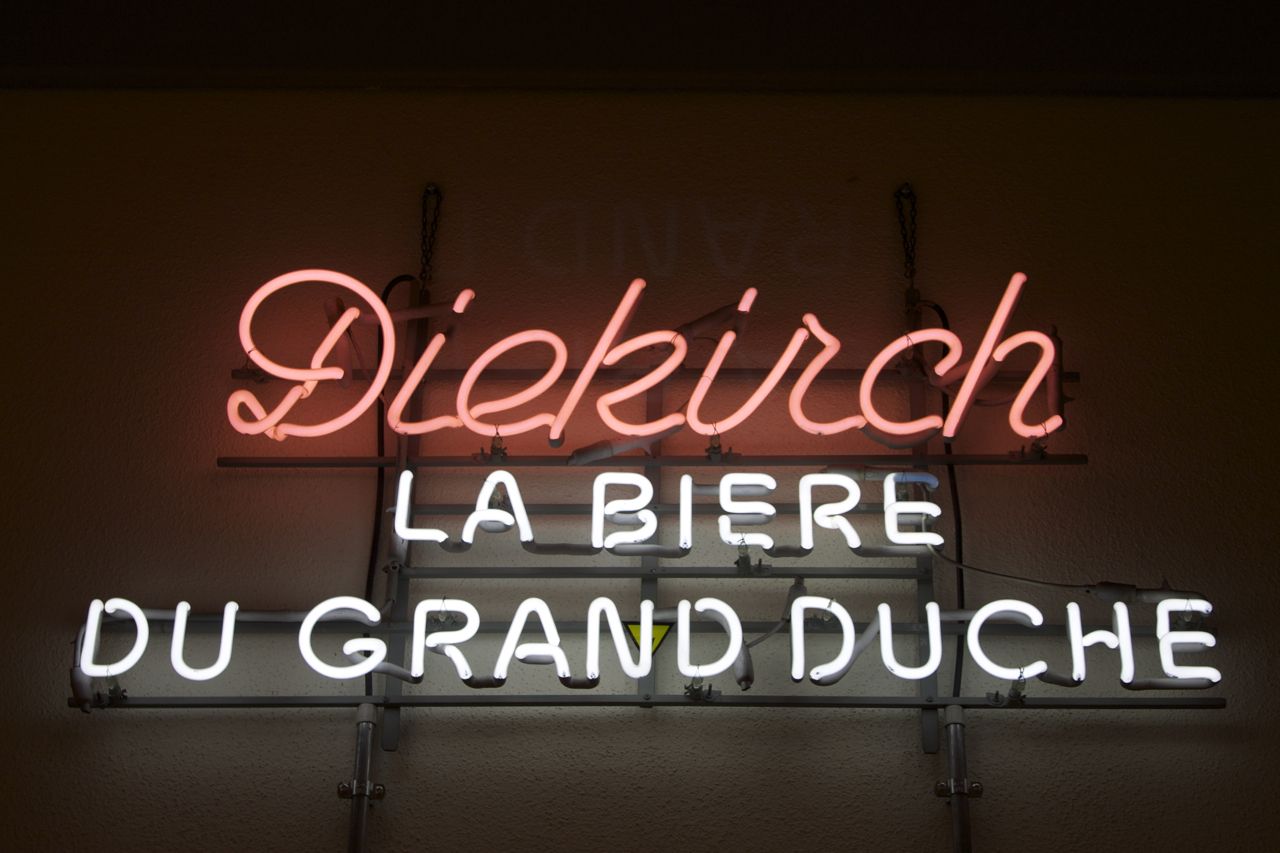 Diekirch
LA BIERE
DU GRAND DUCHE